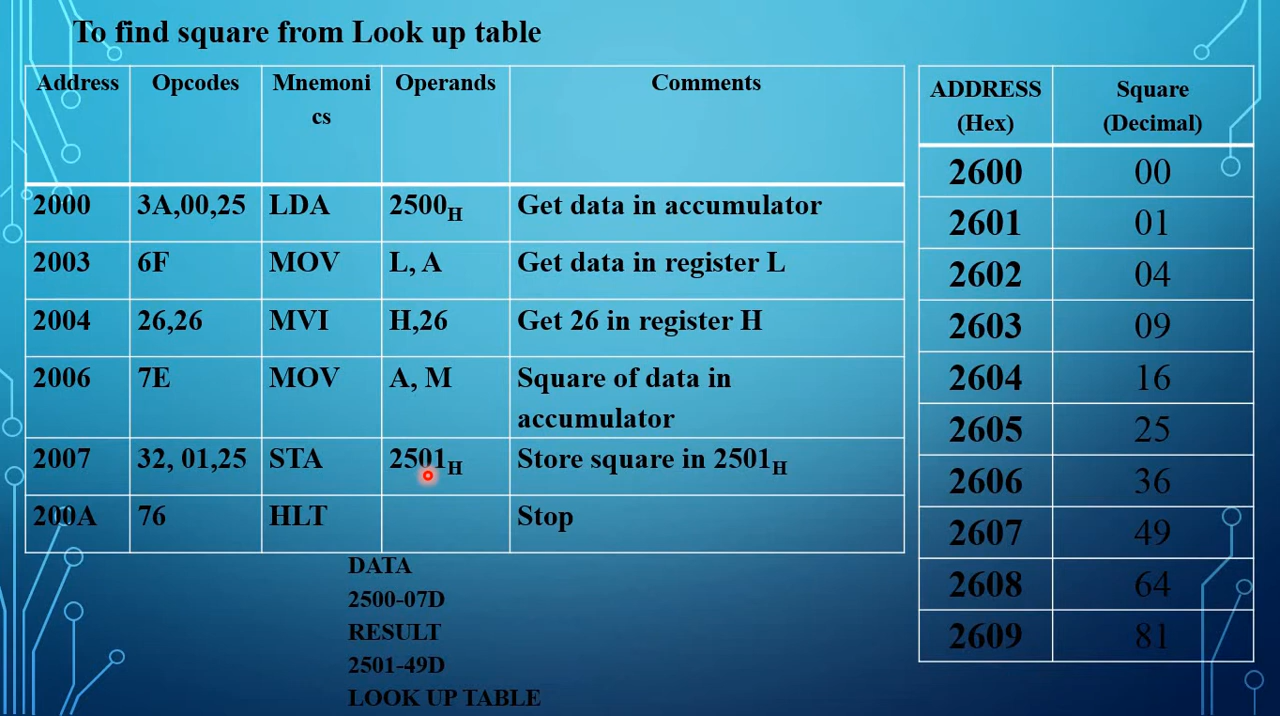 To find square from Look up table
Address Opcodes Mnemoni Operands Comments
cs
2000 3A,00,25 LDA 2500H Get data in accumulator
2003 6F MOV L, A Get data in register L
2004 26,26 MVI H,26 Get 26 in register H
2006 7E MOV A, M Square of data in
accumulator
2007 32, 01,25 STA 2501H Store square in 2501H
200A 76 HLT Stop
DATA
2500-07D
RESULT
2501-49D
LOOK UP TABLE
ADDRESS Square
(Hex) (Decimal)
2600 00
2601 01
2602 04
2603 09
2604 16
2605 25
2606 36
2607 49
2608 64
2609 81